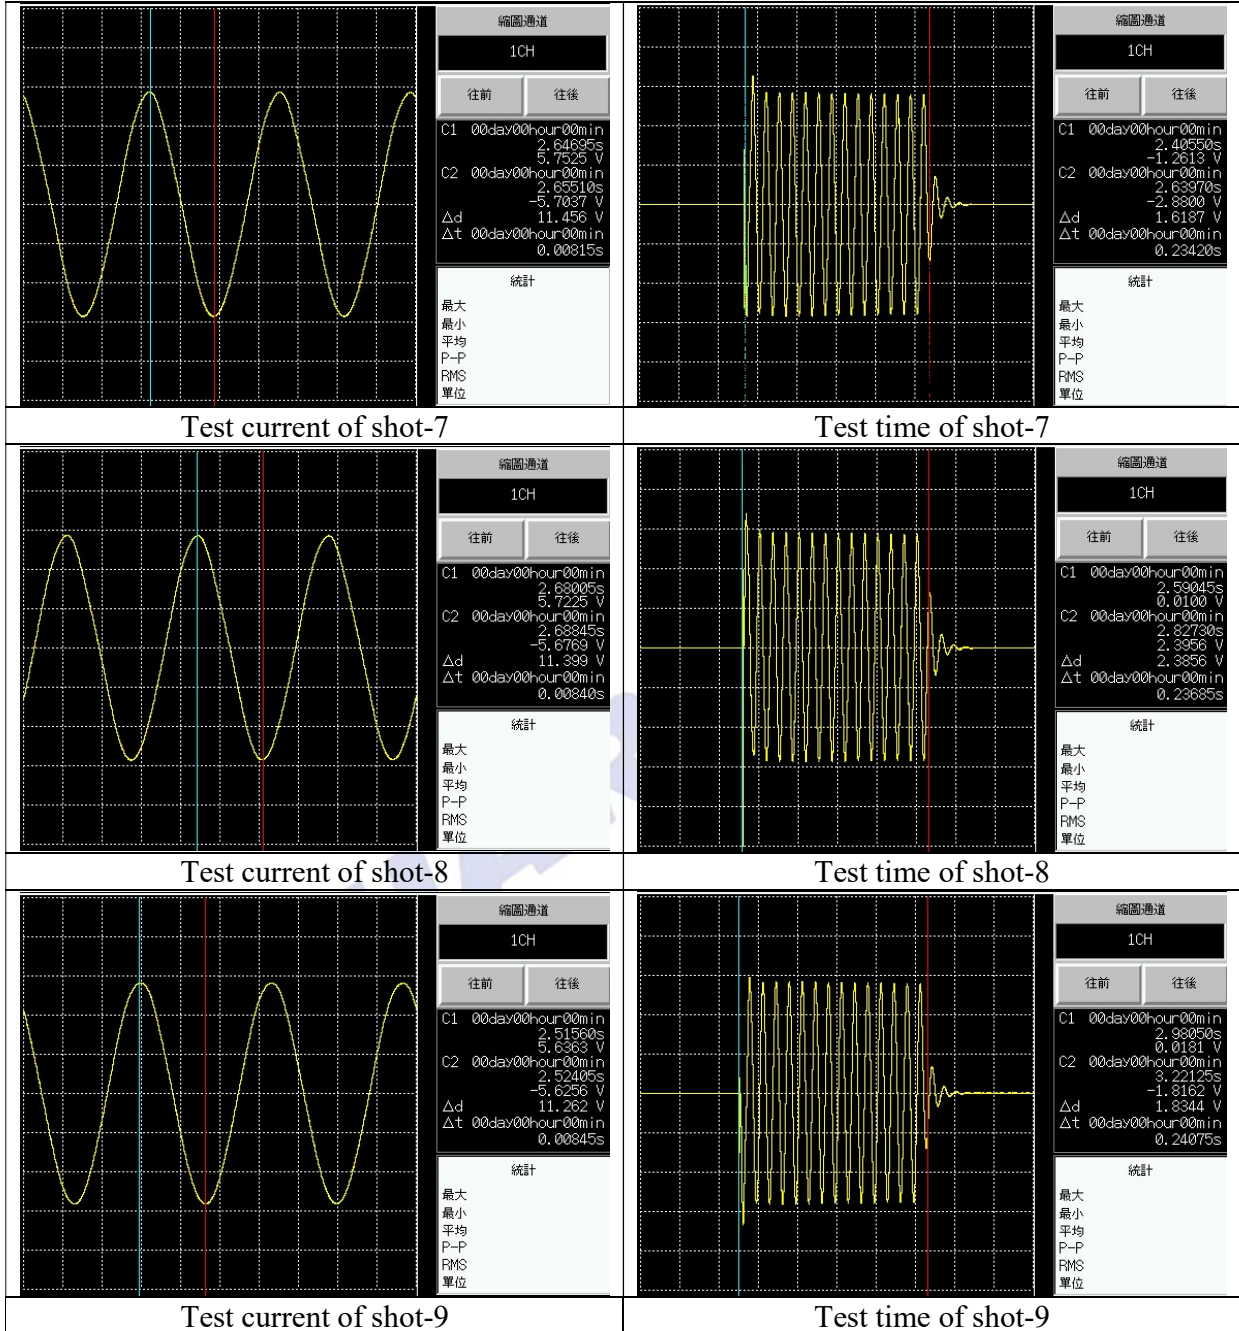 縮圖通道
1CH
往前 往後
C1 00day00hour00min
2.64695s
5.7525 V
C2 00day00hour00min
2.65510s
-5.7037 V
△d 11.456 V
△t 00day00hour00min
0.00815s
統計
最大
最小
平均
P-P
RMS
單位
Test current of shot-7
縮圖通道
1CH
往前 往後
C1 00day00hour00min
2.40550s
-1.2613 V
C2 00day00hour00min
2.63970s
-2.8800 V
△d 1.6187 V
△t 00day00hour00min
0.23420s
統計
最大
最小
平均
P-P
RMS
單位
Test time of shot-7
縮圖通道
1CH
往前 往後
C1 00day00hour00min
2.68005s
5.7225 V
C2 00day00hour00min
2.68845s
-5.6769 V
△d 11.399 V
△t 00day00hour00min
0.00840s
統計
最大
最小
平均
P-P
RMS
單位
Test current of shot-8
縮圖通道
1CH
往前 往後
C1 00day00hour00min
2.59045s
0.0100 V
C2 00day00hour00min
2.82730s
2.3956 V
△d 2.3856 V
△t 00day00hour00min
0.23685s
統計
最大
最小
平均
P-P
RMS
單位
Test time of shot-8
縮圖通道
1CH
往前 往後
C1 00day00hour00min
2.51560s
5.6363 V
C2 00day00hour00min
2.52405s
-5.6256 V
△d 11.262 V
△t 00day00hour00min
0.00845s
統計
最大
最小
平均
P-P
RMS
單位
Test current of shot-9
縮圖通道
1CH
往前 往後
C1 00day00hour00min
2.98050s
0.0181 V
C2 00day00hour00min
3.22125s
-1.8162 V
△d 1.8344 V
△t 00day00hour00min
0.24075s
統計
最大
最小
平均
P-P
RMS
單位
Test time of shot-9